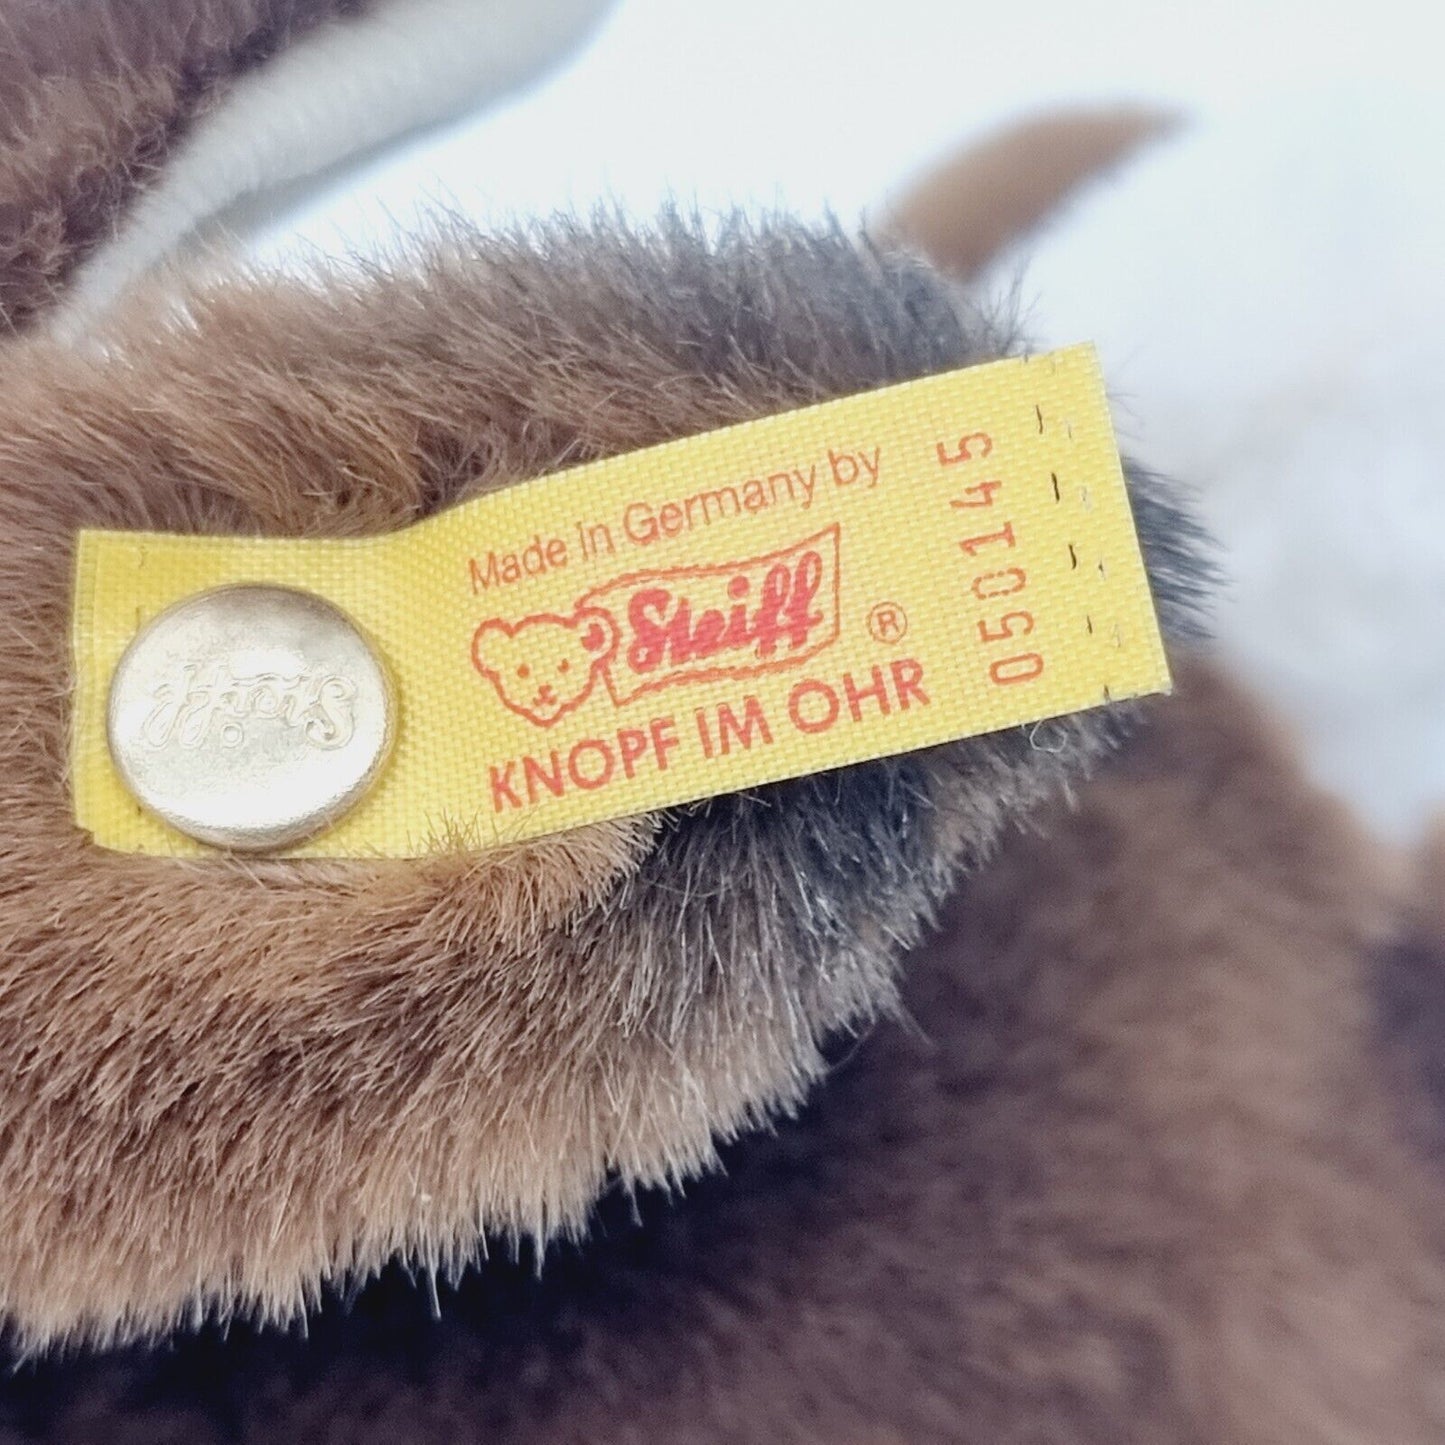 Made in Germany by
Steiff ®
KNOPF IM OHR
050145
Steiff